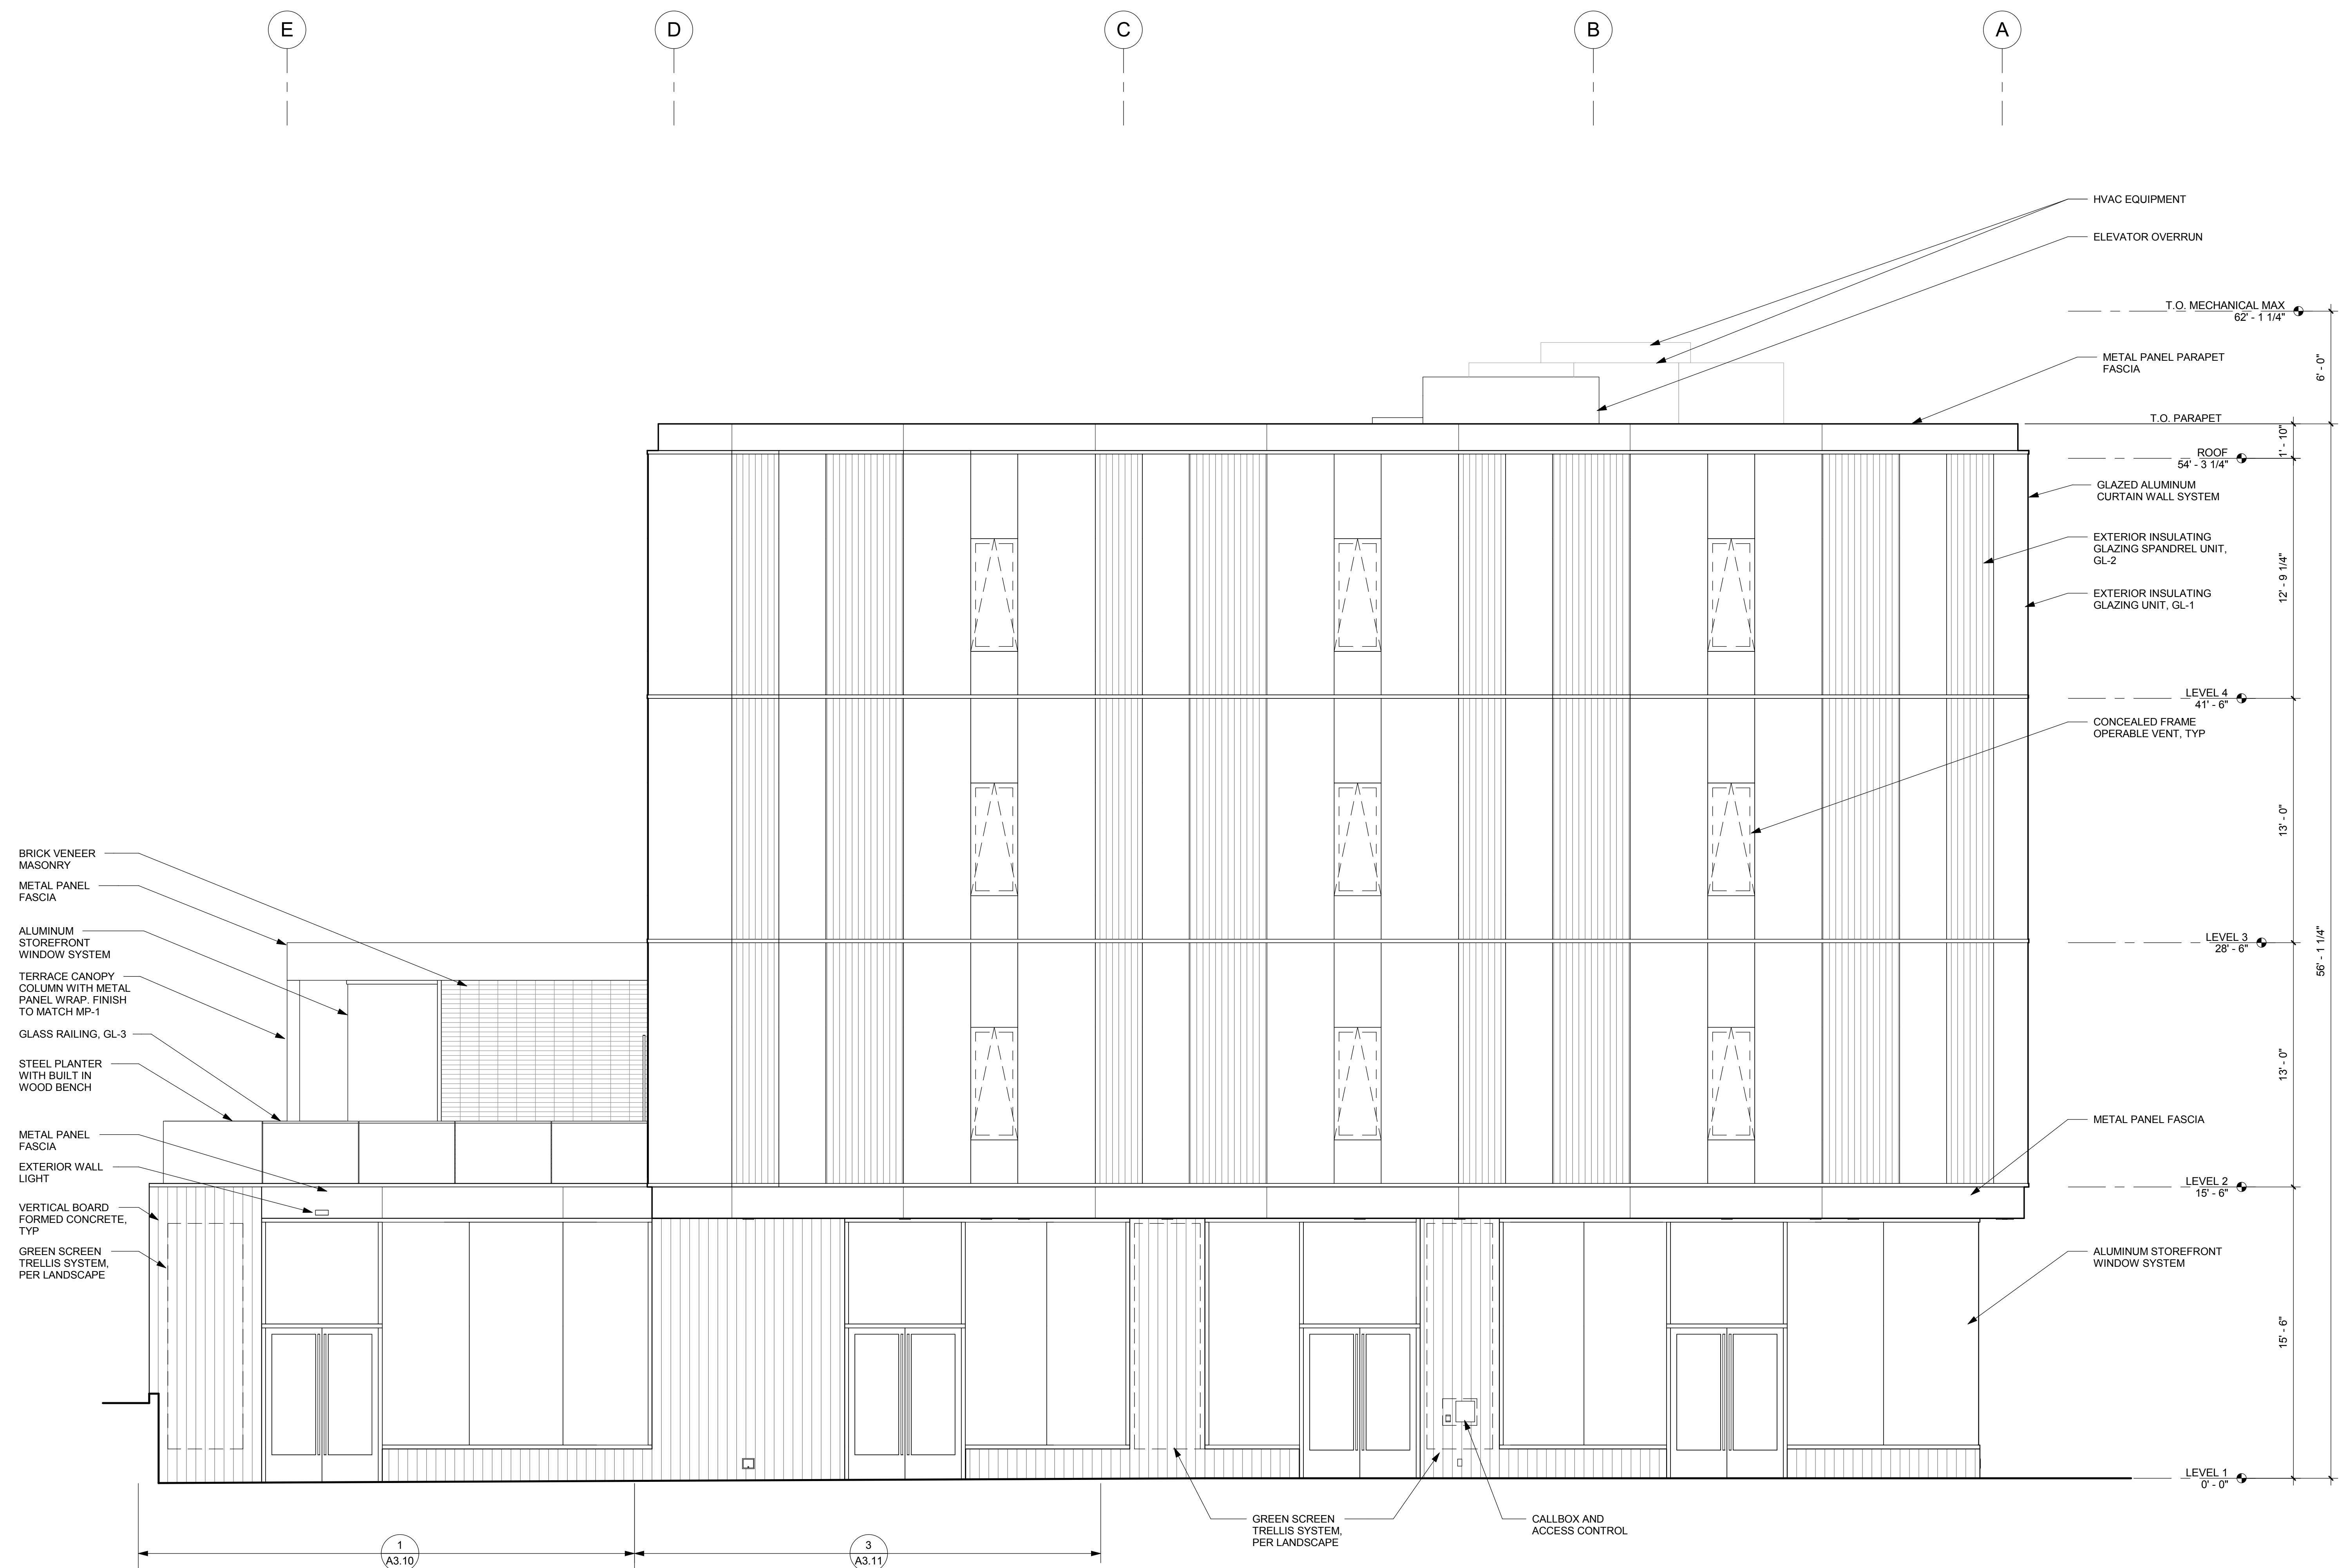 E
D
C
B
A
HVAC EQUIPMENT
ELEVATOR OVERRUN
T.O. MECHANICAL MAX
62' - 1 1/4"
6' - 0"
METAL PANEL PARAPET
FASCIA
T.O. PARAPET
1' - 10"
ROOF
54' - 3 1/4"
GLAZED ALUMINUM
CURTAIN WALL SYSTEM
EXTERIOR INSULATING
GLAZING SPANDREL UNIT,
GL-2
12' - 9 1/4"
EXTERIOR INSULATING
GLAZING UNIT, GL-1
LEVEL 4
41' - 6"
CONCEALED FRAME
OPERABLE VENT, TYP
13' - 0"
LEVEL 3
28' - 6"
56' - 1 1/4"
13' - 0"
METAL PANEL FASCIA
LEVEL 2
15' - 6"
ALUMINUM STOREFRONT
WINDOW SYSTEM
15' - 6"
LEVEL 1
0' - 0"
BRICK VENEER
MASONRY
METAL PANEL
FASCIA
ALUMINUM
STOREFRONT
WINDOW SYSTEM
TERRACE CANOPY
COLUMN WITH METAL
PANEL WRAP. FINISH
TO MATCH MP-1
GLASS RAILING, GL-3
STEEL PLANTER
WITH BUILT IN
WOOD BENCH
METAL PANEL
FASCIA
EXTERIOR WALL
LIGHT
VERTICAL BOARD
FORMED CONCRETE,
TYP
GREEN SCREEN
TRELLIS SYSTEM,
PER LANDSCAPE
GREEN SCREEN
TRELLIS SYSTEM,
PER LANDSCAPE
CALLBOX AND
ACCESS CONTROL
1
A3.10
3
A3.11